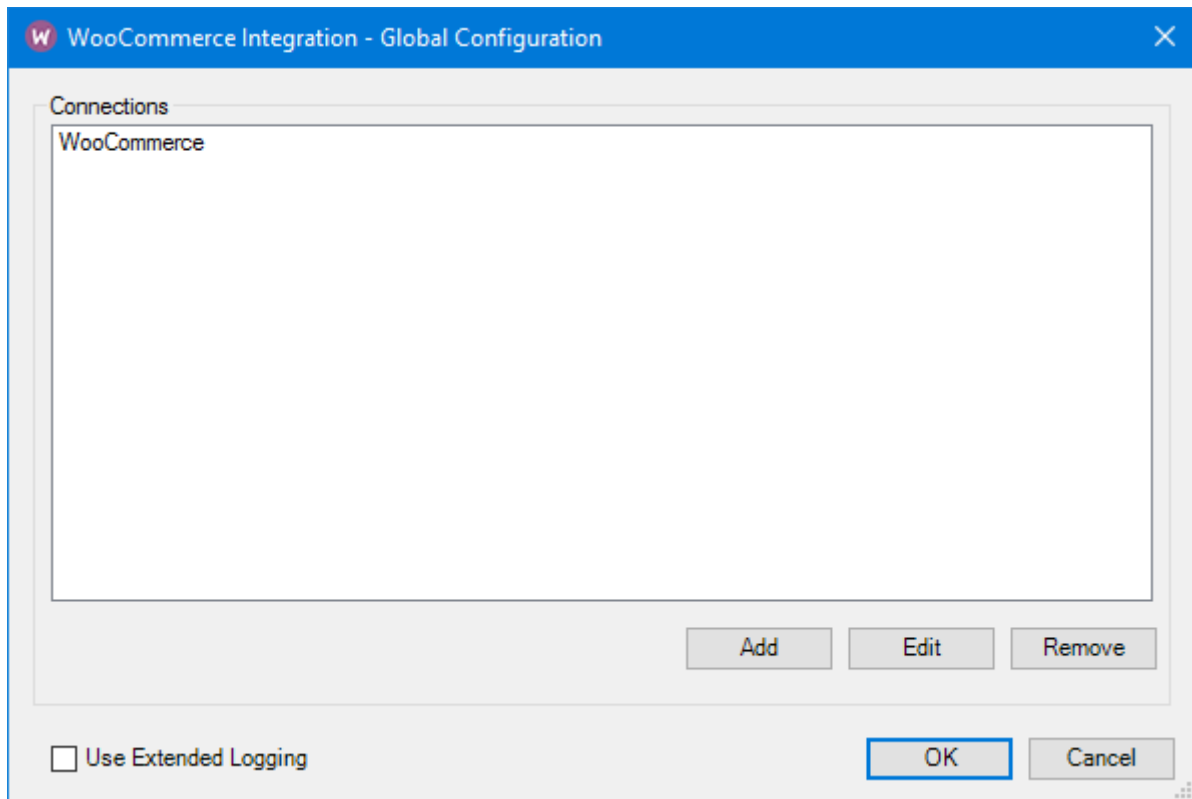 W WooCommerce Integration - Global Configuration
Connections
WooCommerce
Add Edit Remove
Use Extended Logging OK Cancel